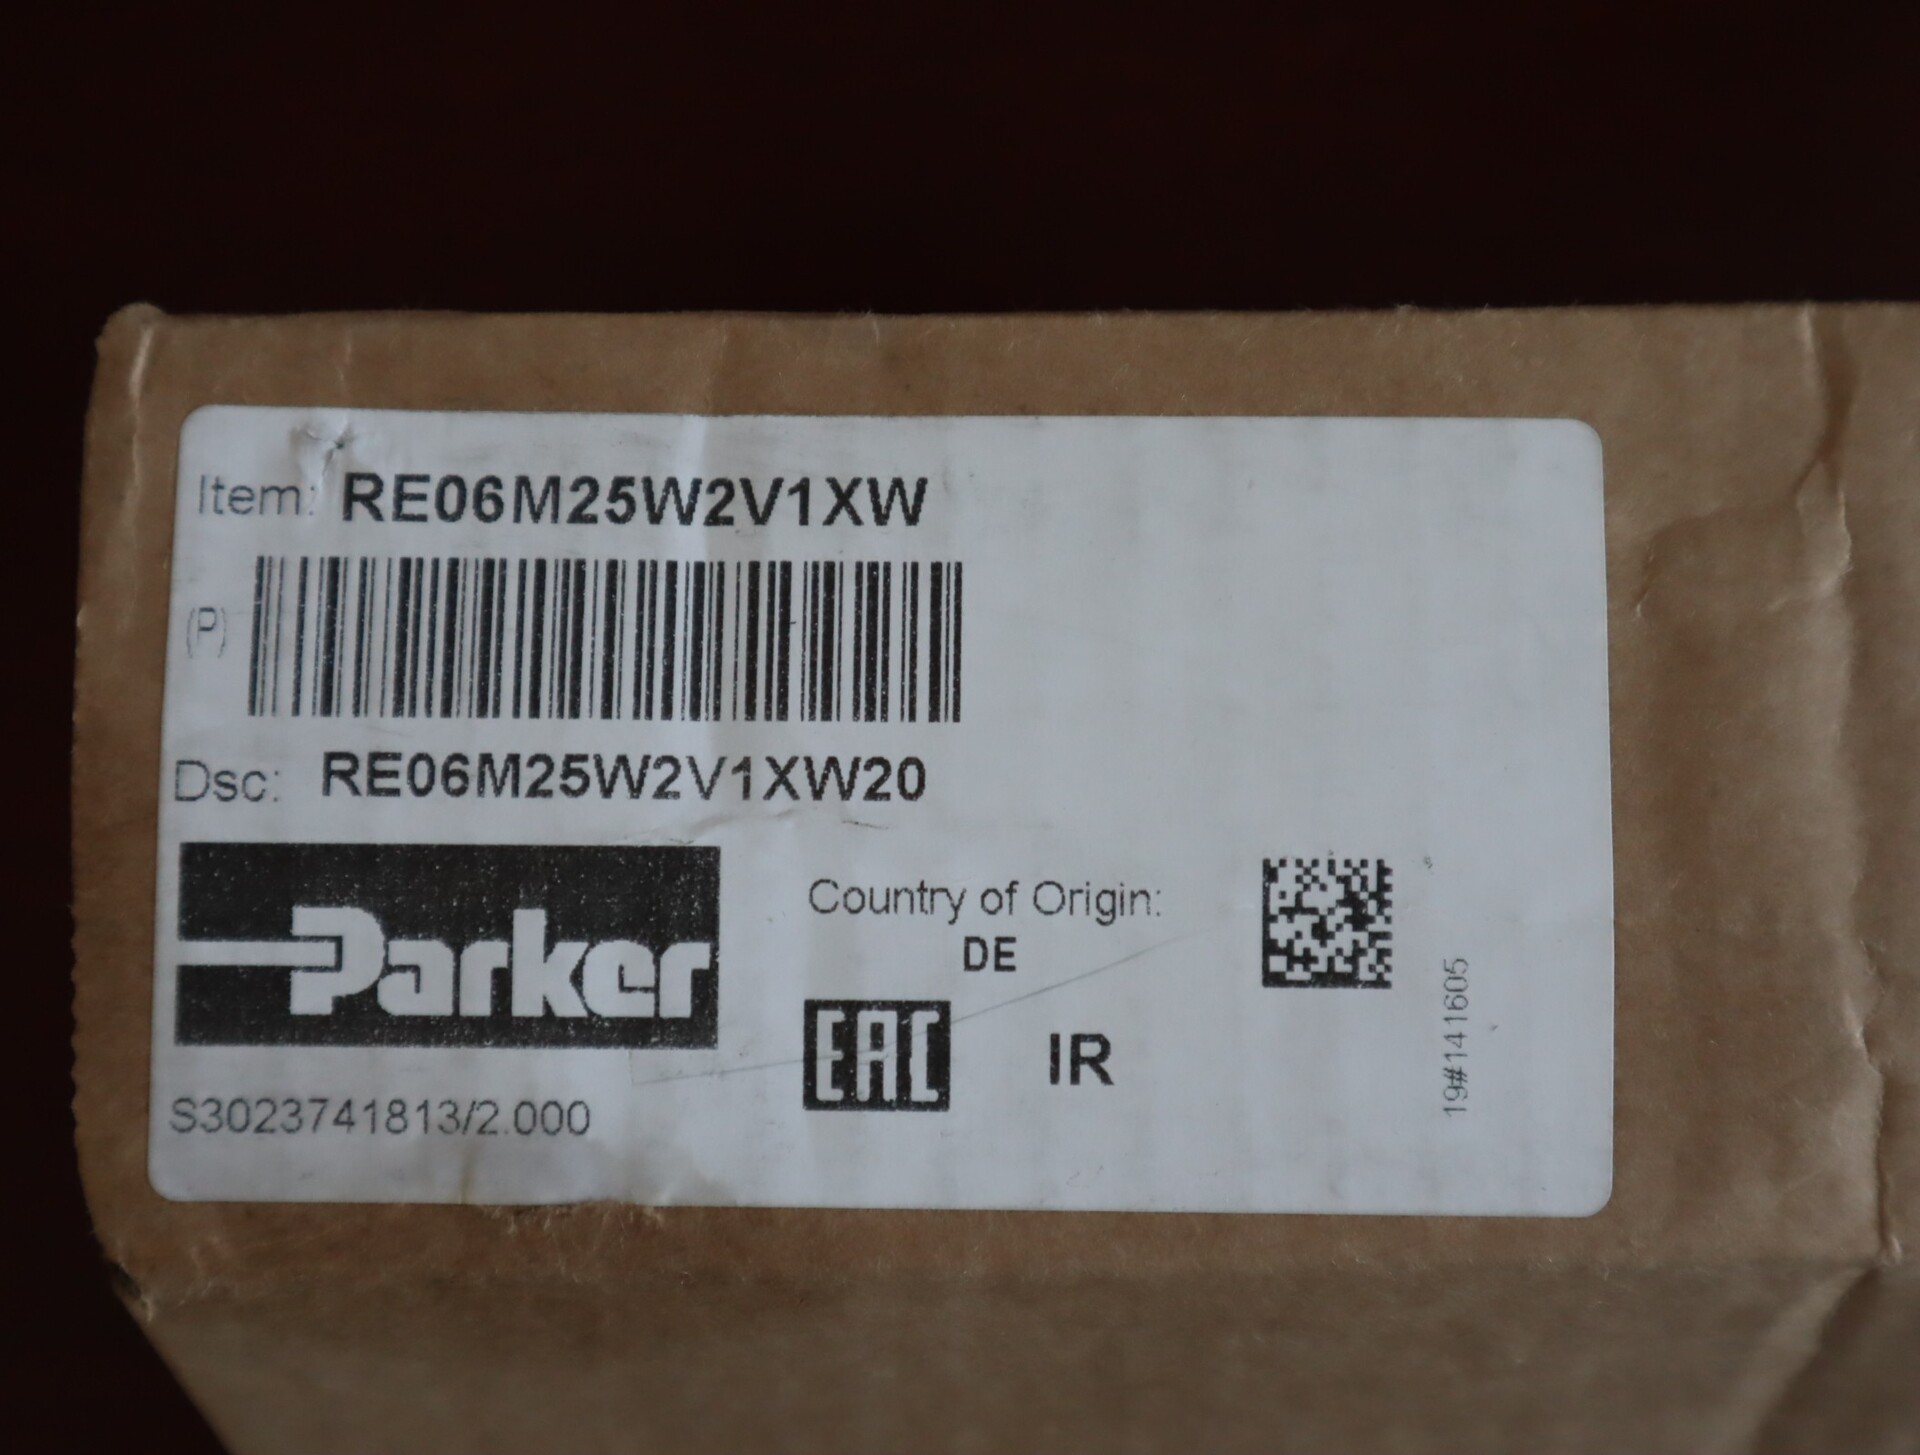 Item: RE06M25W2V1XW
(P)
Dsc: RE06M25W2V1XW20
Parker
Country of Origin:
DE
EAC
IR
S3023741813/2.000
19#141605